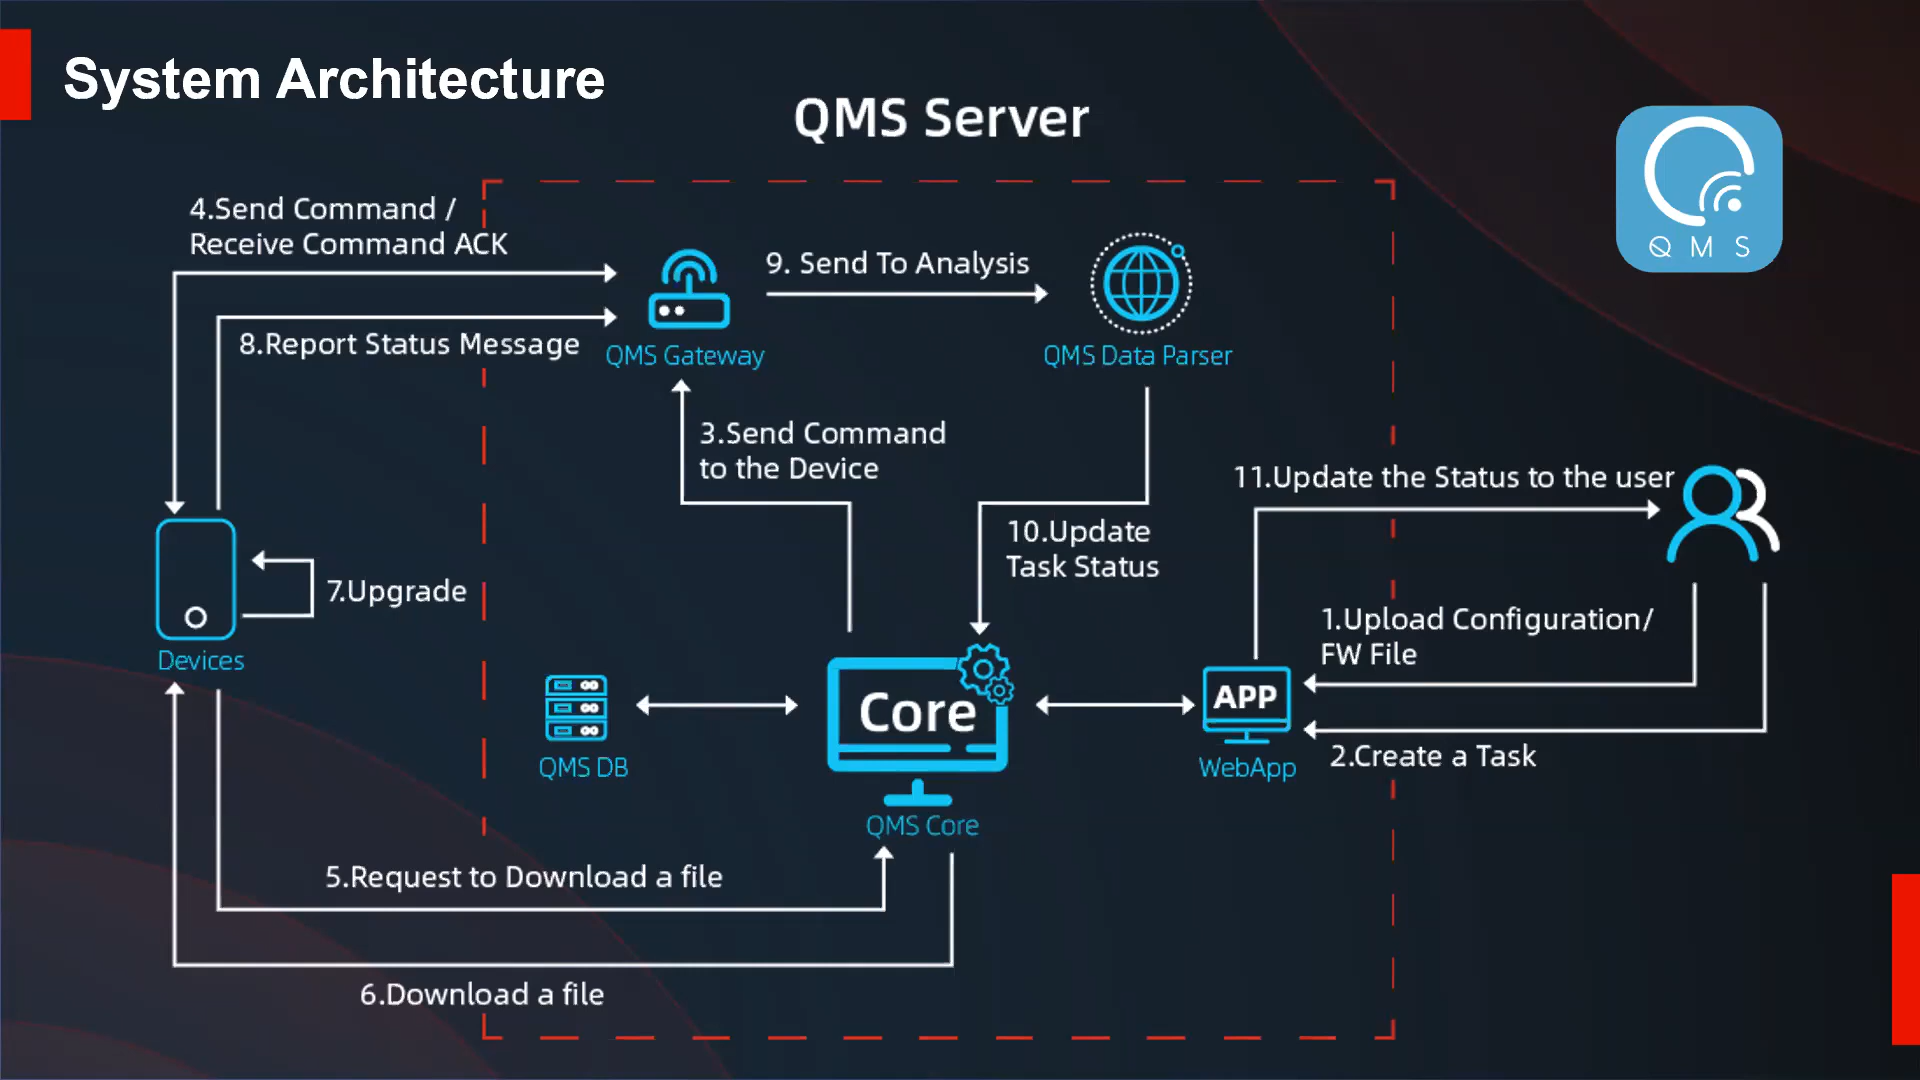 System Architecture
QMS Server
QMS
4.Send Command /
Receive Command ACK
9. Send To Analysis
8.Report Status Message
QMS Gateway
QMS Data Parser
3.Send Command
to the Device
11.Update the Status to the user
10.Update
Task Status
7.Upgrade
1.Upload Configuration/
FW File
Devices
APP
Core
QMS DB
WebApp
2.Create a Task
QMS Core
5.Request to Download a file
6.Download a file